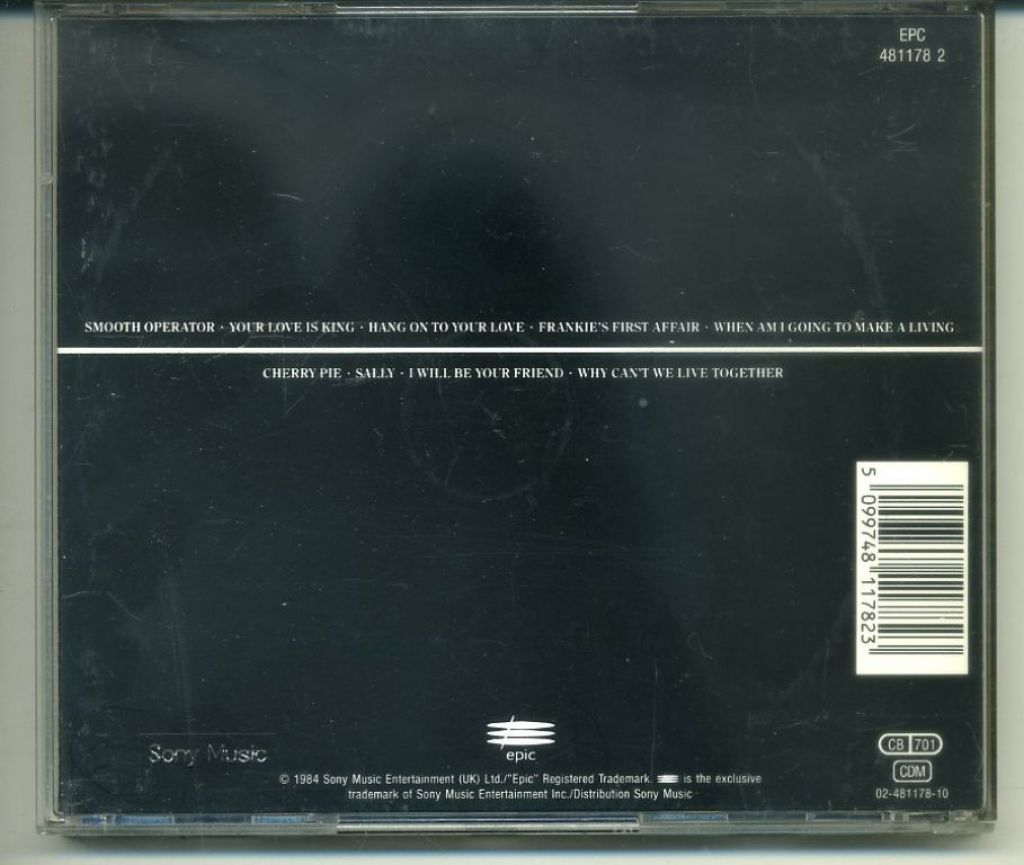 EPC
481178 2
SMOOTH OPERATOR · YOUR LOVE IS KING · HANG ON TO YOUR LOVE · FRANKIE'S FIRST AFFAIR · WHEN AM I GOING TO MAKE A LIVING
CHERRY PIE · SALLY · I WILL BE YOUR FRIEND · WHY CAN'T WE LIVE TOGETHER
5 099748 117823
Sony Music
epic
© 1984 Sony Music Entertainment (UK) Ltd./"Epic" Registered Trademark. is the exclusive
trademark of Sony Music Entertainment Inc./Distribution Sony Music
CB 701
CDM
02-481178-10